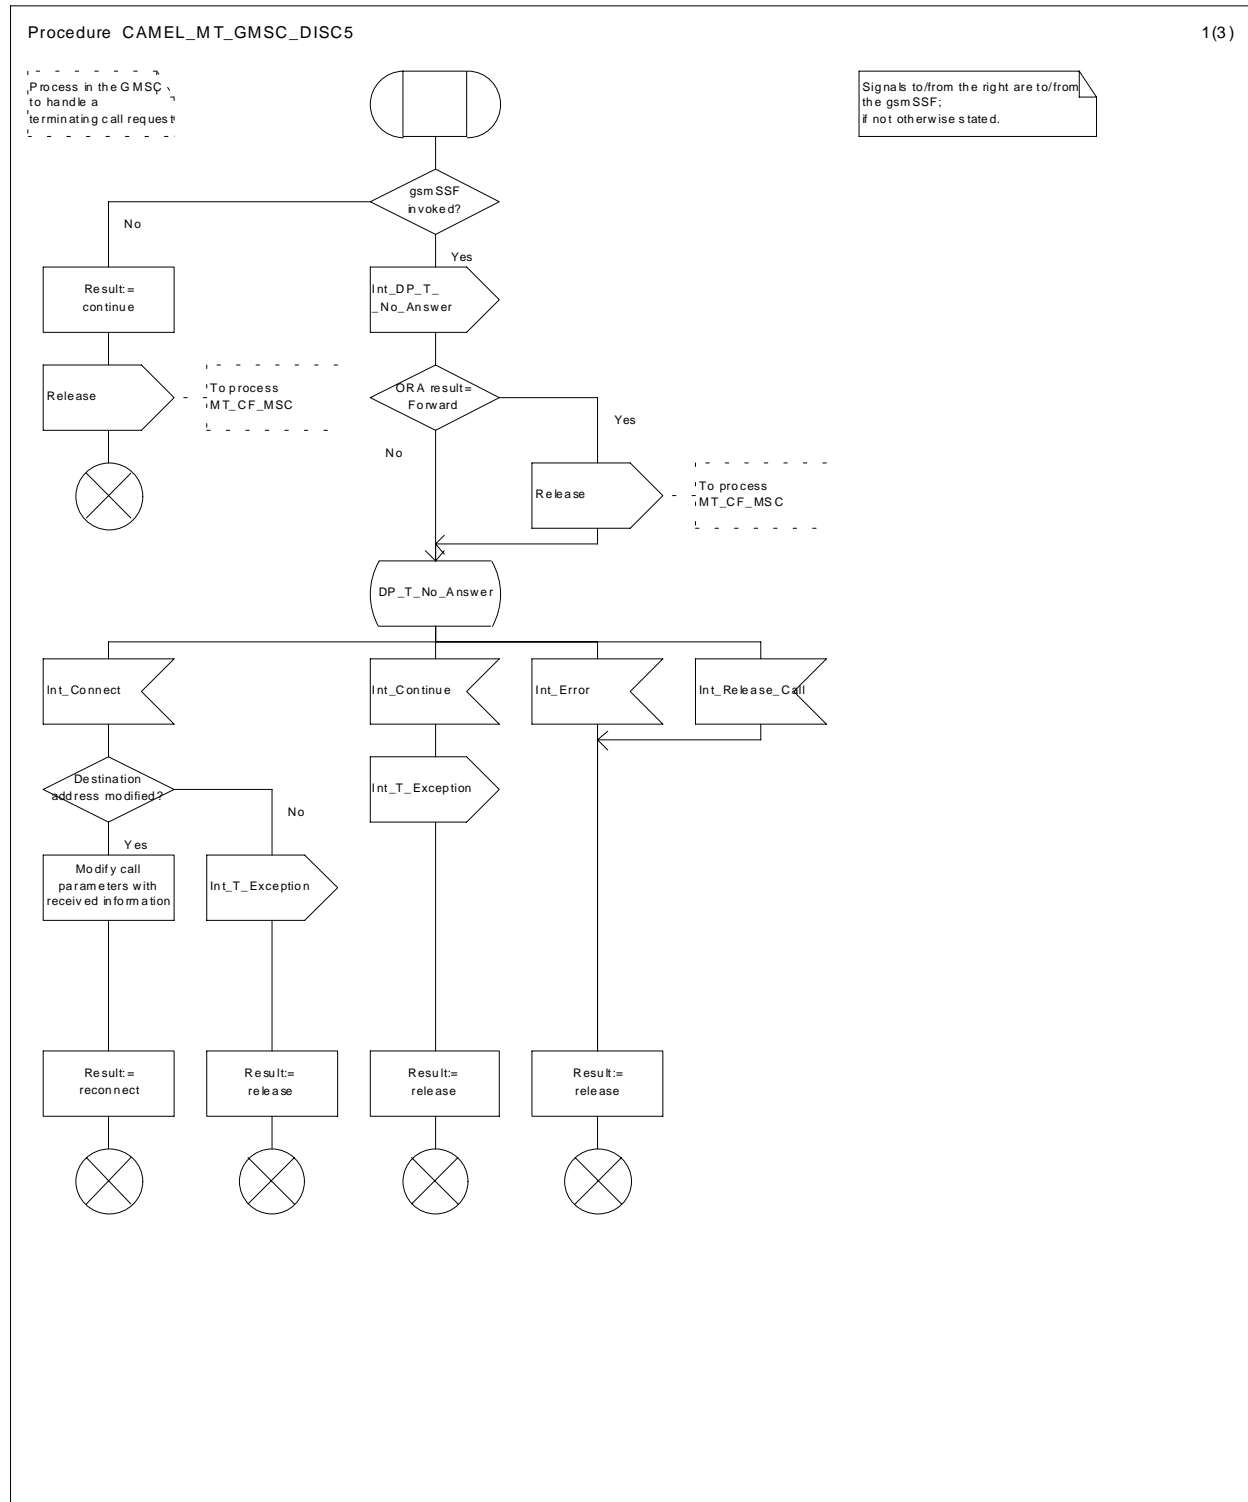 Procedure CAMEL_MT_GMSC_DISC5
1(3)
Process in the GMSC
to handle a
terminating call request
Signals to/from the right are to/from
the gsmSSF;
if not otherwise stated.
gsmSSF
invoked?
No
Yes
Result:=
continue
Int_DP_T_
_No_Answer
Release
To process
MT_CF_MSC
ORA result=
Forward
Yes
No
Release
To process
MT_CF_MSC
DP_T_No_Answer
Int_Connect
Int_Continue
Int_Error
Int_Release_Call
Destination
address modified?
No
Yes
Int_T_Exception
Modify call
parameters with
received information
Int_T_Exception
Result:=
reconnect
Result:=
release
Result:=
release
Result:=
release